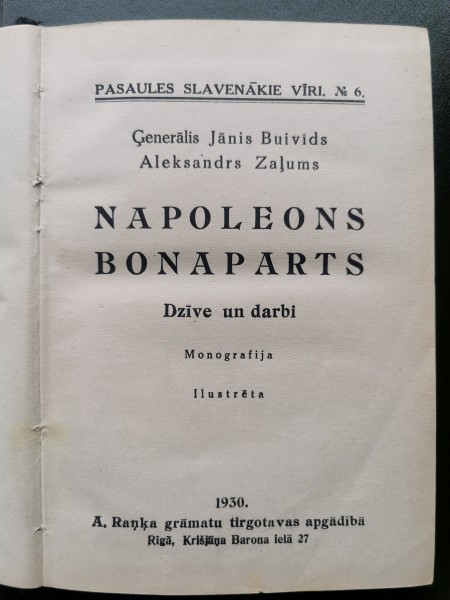 PASAULES SLAVENĀKIE VĪRI. № 6.
Ģenerālis Jānis Buivids
Aleksandrs Zaļums
NAPOLEONS
BONAPARTS
Dzīve un darbi
Monografija
Ilustrēta
1930.
A. Raņķa grāmatu tirgotavas apgādībā
Rīgā, Krišjāņa Barona ielā 27